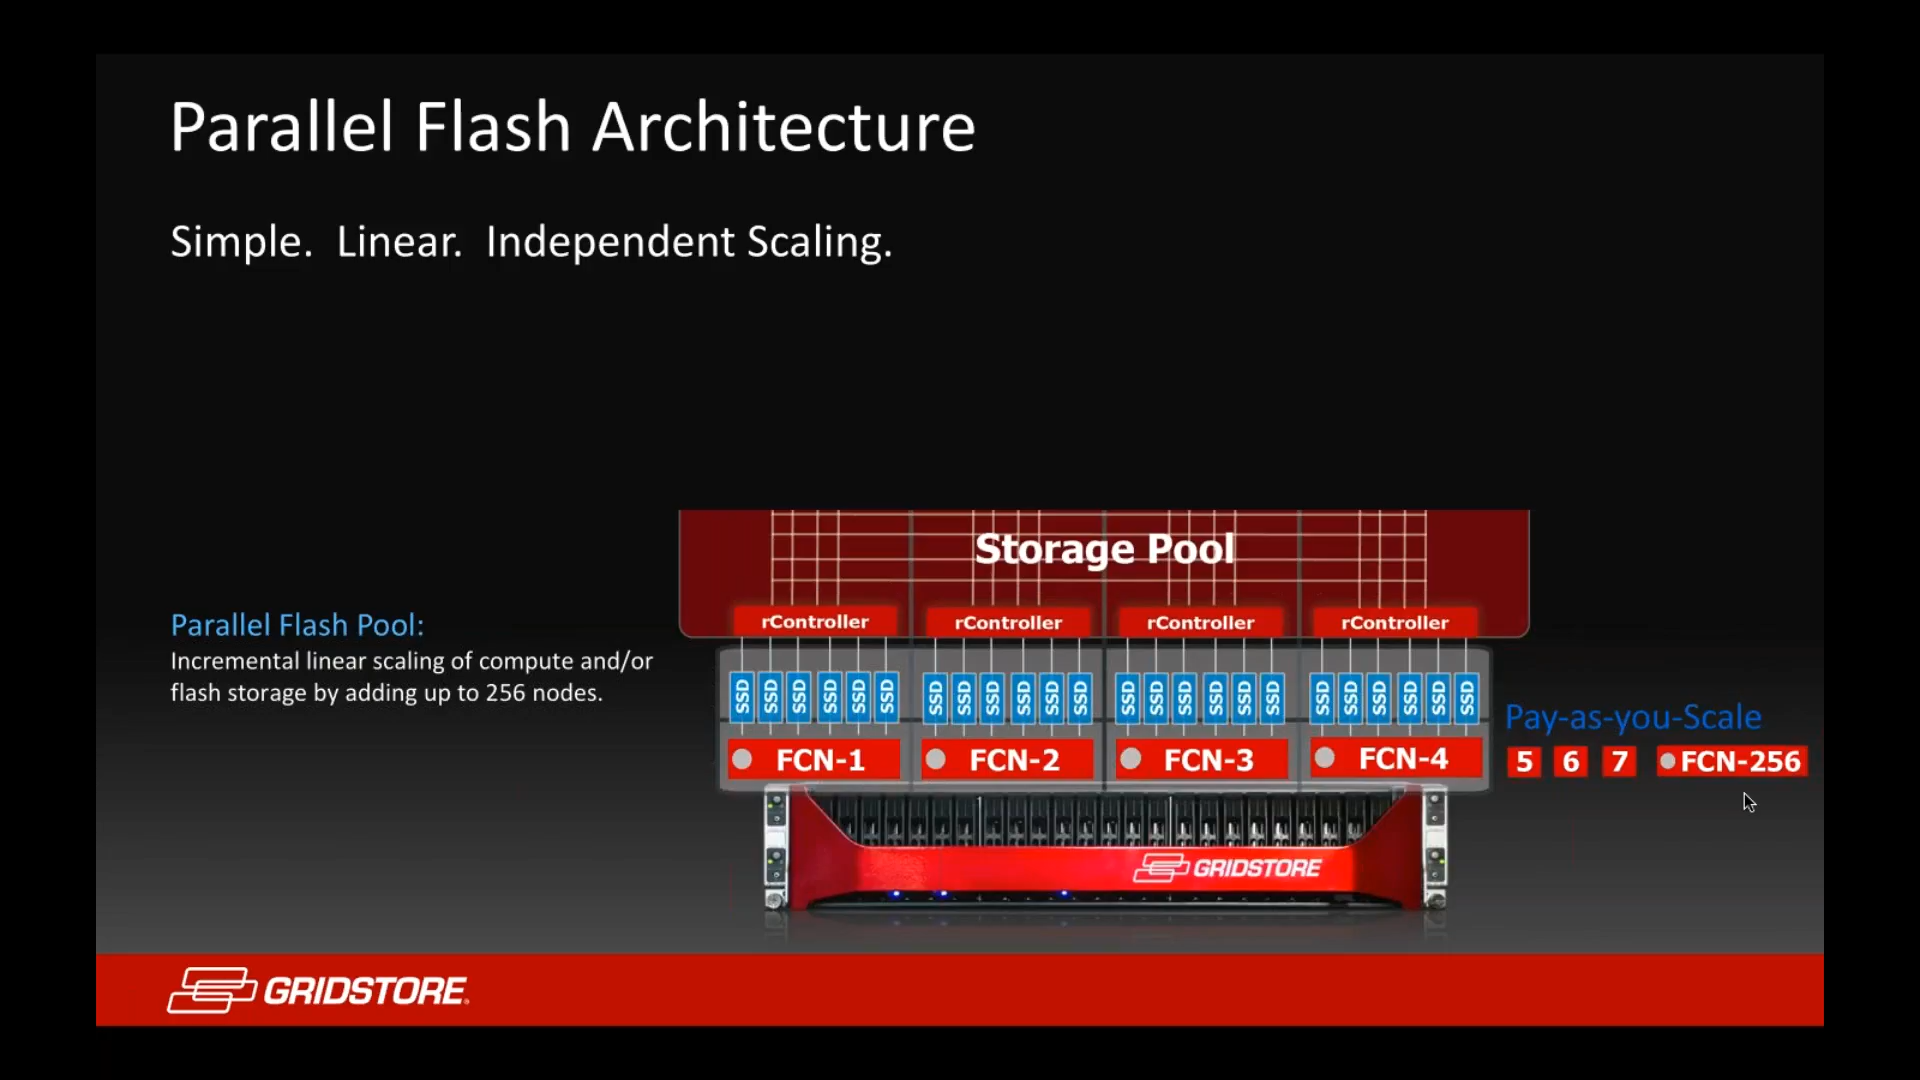 Parallel Flash Architecture
Simple. Linear. Independent Scaling.
Storage Pool
rController rController rController rController
Parallel Flash Pool:
Incremental linear scaling of compute and/or
flash storage by adding up to 256 nodes.
SSD SSD SSD SSD SSD SSD SSD SSD SSD SSD SSD SSD SSD SSD SSD SSD SSD SSD SSD SSD SSD SSD SSD SSD
Pay-as-you-Scale
FCN-1 FCN-2 FCN-3 FCN-4 5 6 7 FCN-256
GRIDSTORE
GRIDSTORE